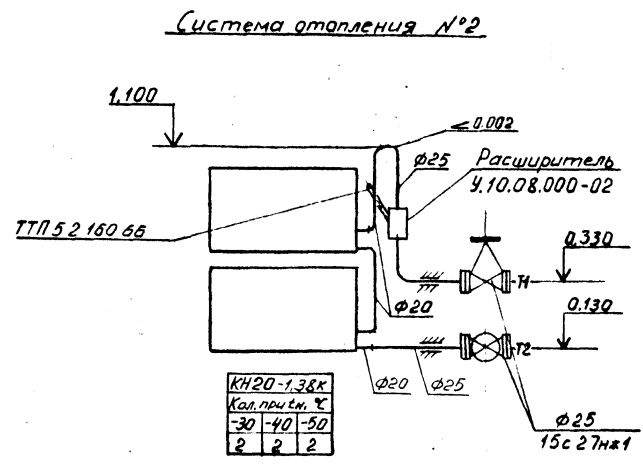 Система отопления №2
1,100
<0.002
Ф25
Расширитель
У.10.08.000-02
ТТП 5 2 160 66
0,330
Т1
Ф20
0,130
Т2
Ф20
Ф25
КН20-1,38к
Кол. при tн. °С
-30 -40 -50
2 2 2
Ф25
15с27нж1